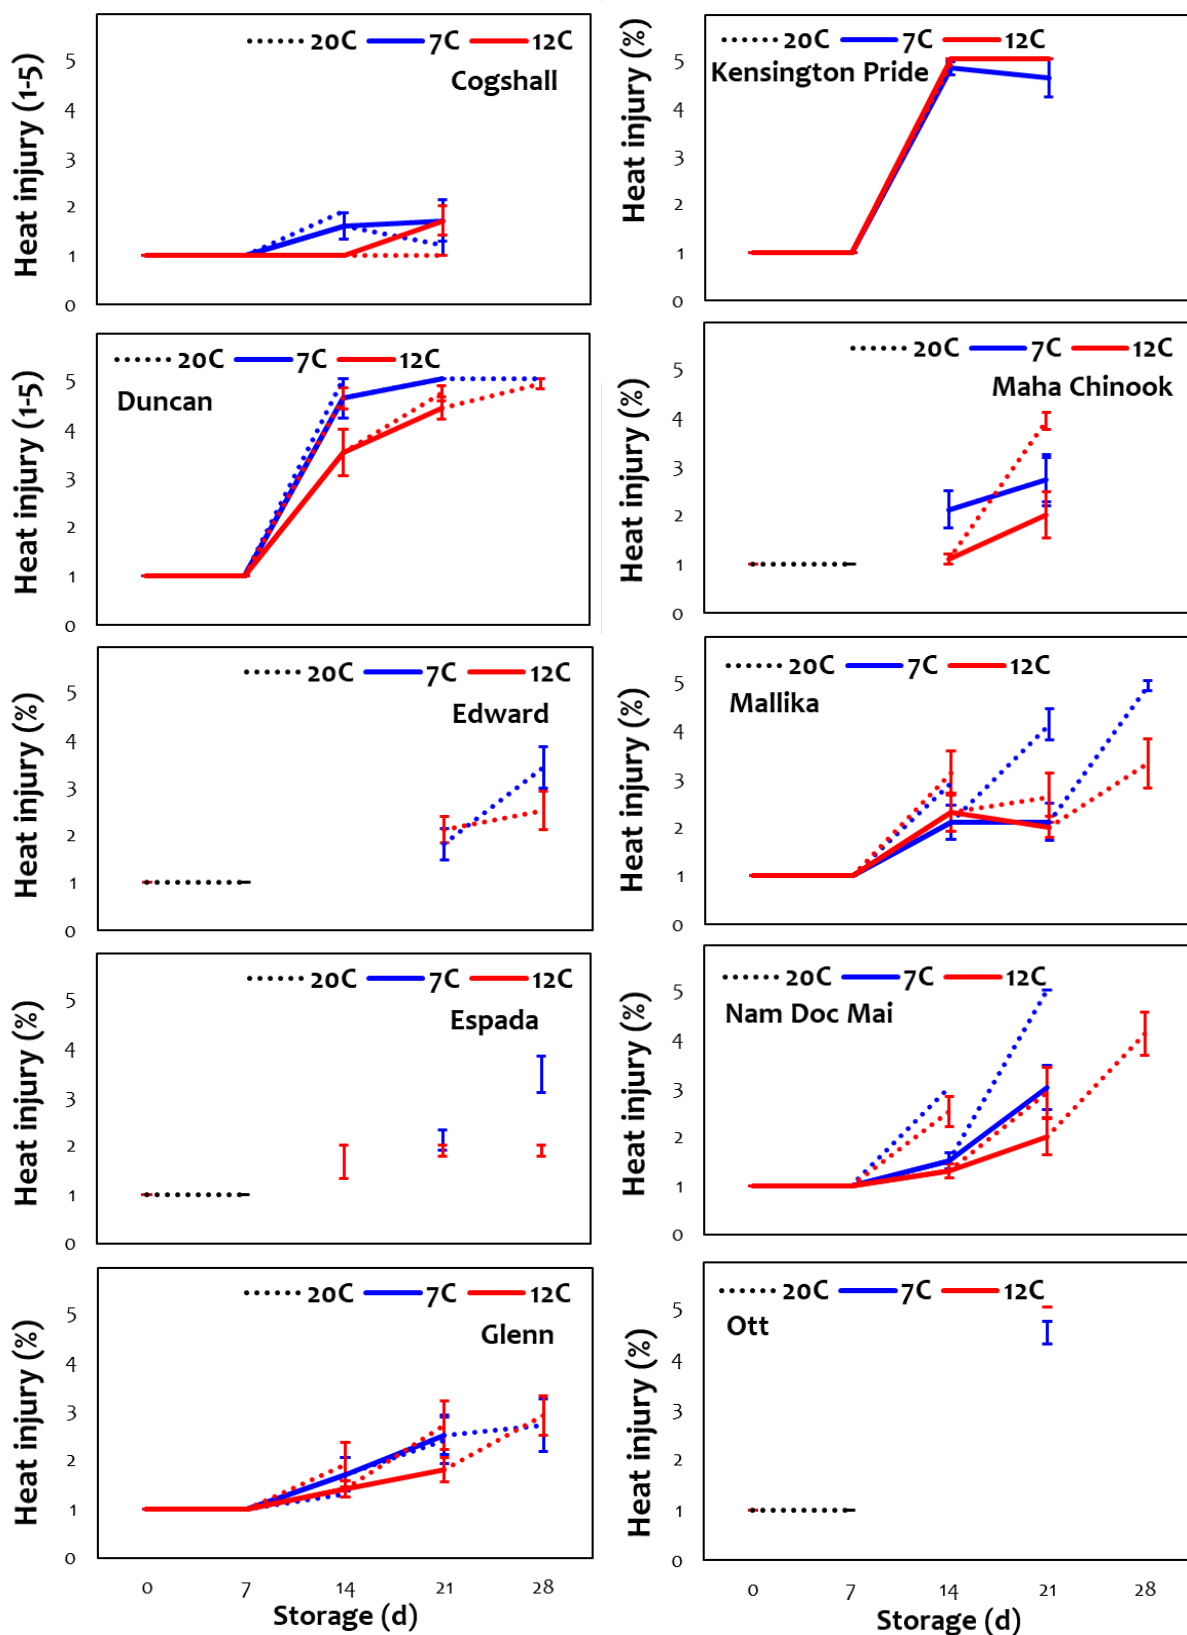 20C 7C 12C
Cogshall
Heat injury (1-5)
5
4
3
2
1
0
20C 7C 12C
Kensington Pride
Heat injury (%)
5
4
3
2
1
0
20C 7C 12C
Duncan
Heat injury (1-5)
5
4
3
2
1
0
20C 7C 12C
Maha Chinook
Heat injury (%)
5
4
3
2
1
0
20C 7C 12C
Edward
Heat injury (%)
5
4
3
2
1
0
20C 7C 12C
Mallika
Heat injury (%)
5
4
3
2
1
0
20C 7C 12C
Espada
Heat injury (%)
5
4
3
2
1
0
20C 7C 12C
Nam Doc Mai
Heat injury (%)
5
4
3
2
1
0
20C 7C 12C
Glenn
Heat injury (%)
5
4
3
2
1
0
0 7 14 21 28
Storage (d)
20C 7C 12C
Ott
Heat injury (%)
5
4
3
2
1
0
0 7 14 21 28
Storage (d)